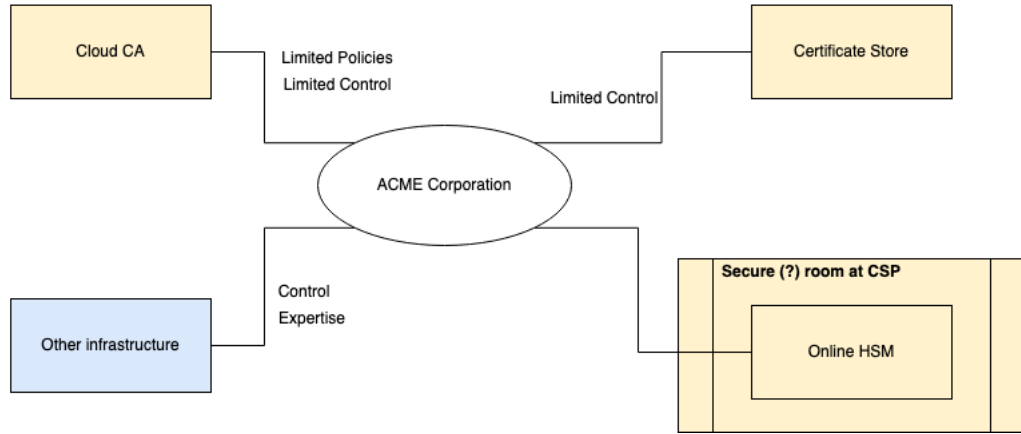 Cloud CA
Limited Policies
Limited Control
Certificate Store
Limited Control
ACME Corporation
Control
Expertise
Other infrastructure
Secure (?) room at CSP
Online HSM